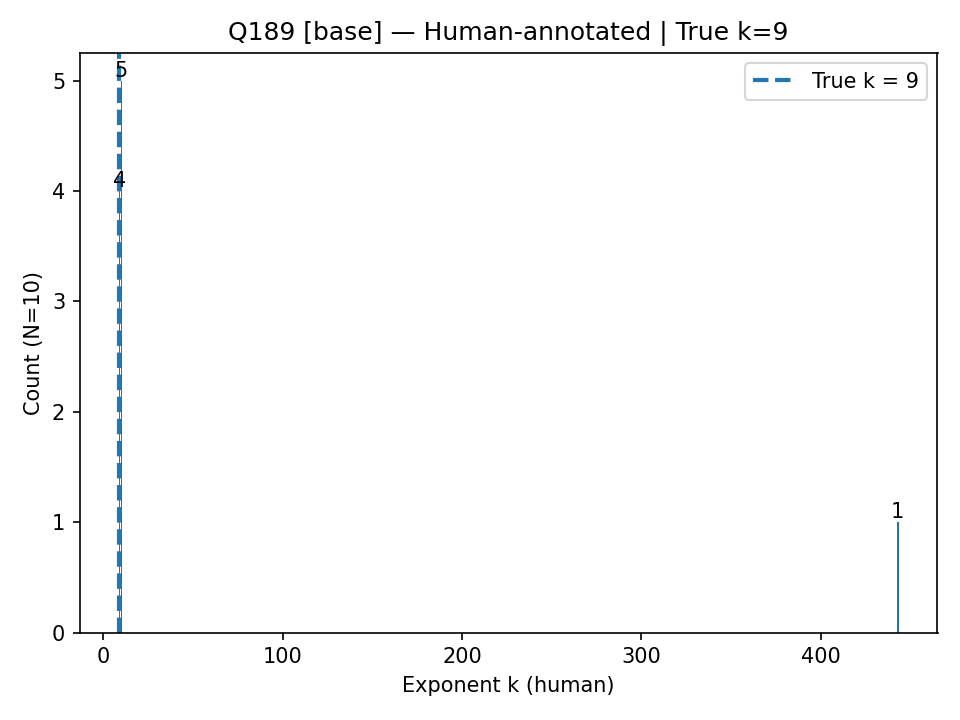 Q189 [base] — Human-annotated | True k=9
True k = 9
5
4
1
5
4
3
2
1
0
Count (N=10)
0 100 200 300 400
Exponent k (human)